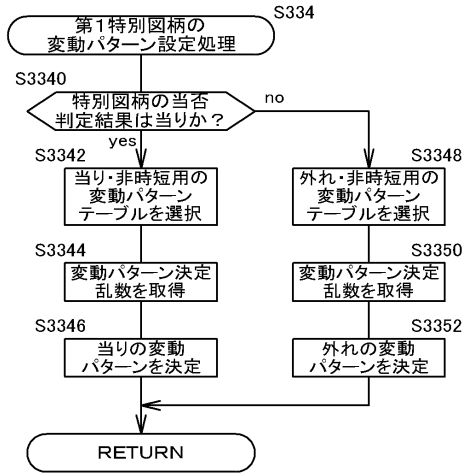 第１特別図柄の
変動パターン設定処理
S334
S3340
特別図柄の当否
判定結果は当りか？
no
yes
S3342
当り・非時短用の
変動パターン
テーブルを選択
S3348
外れ・非時短用の
変動パターン
テーブルを選択
S3344
変動パターン決定
乱数を取得
S3350
変動パターン決定
乱数を取得
S3346
当りの変動
パターンを決定
S3352
外れの変動
パターンを決定
RETURN